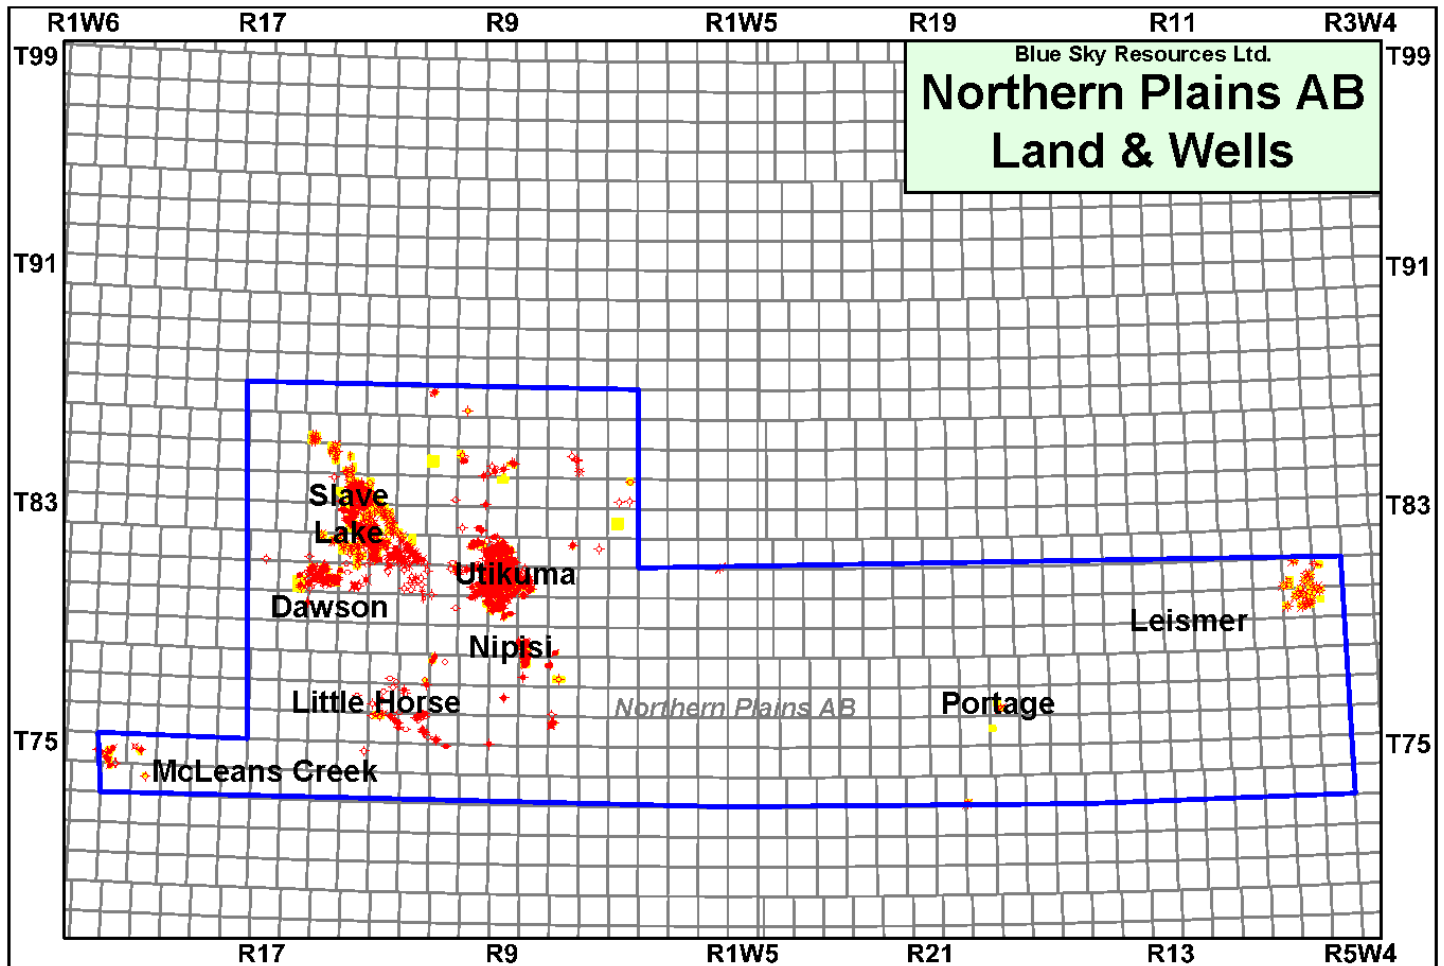 R1W6 R17 R9 R1W5 R19 R11 R3W4
T99 T99
Blue Sky Resources Ltd.
Northern Plains AB
Land & Wells
T91 T91
Slave
T83 T83
Lake
Utikuma
Dawson
Leismer
Nipisi
Little Horse
Northern Plains AB
Portage
T75 T75
McLeans Creek
R17 R9 R1W5 R21 R13 R5W4